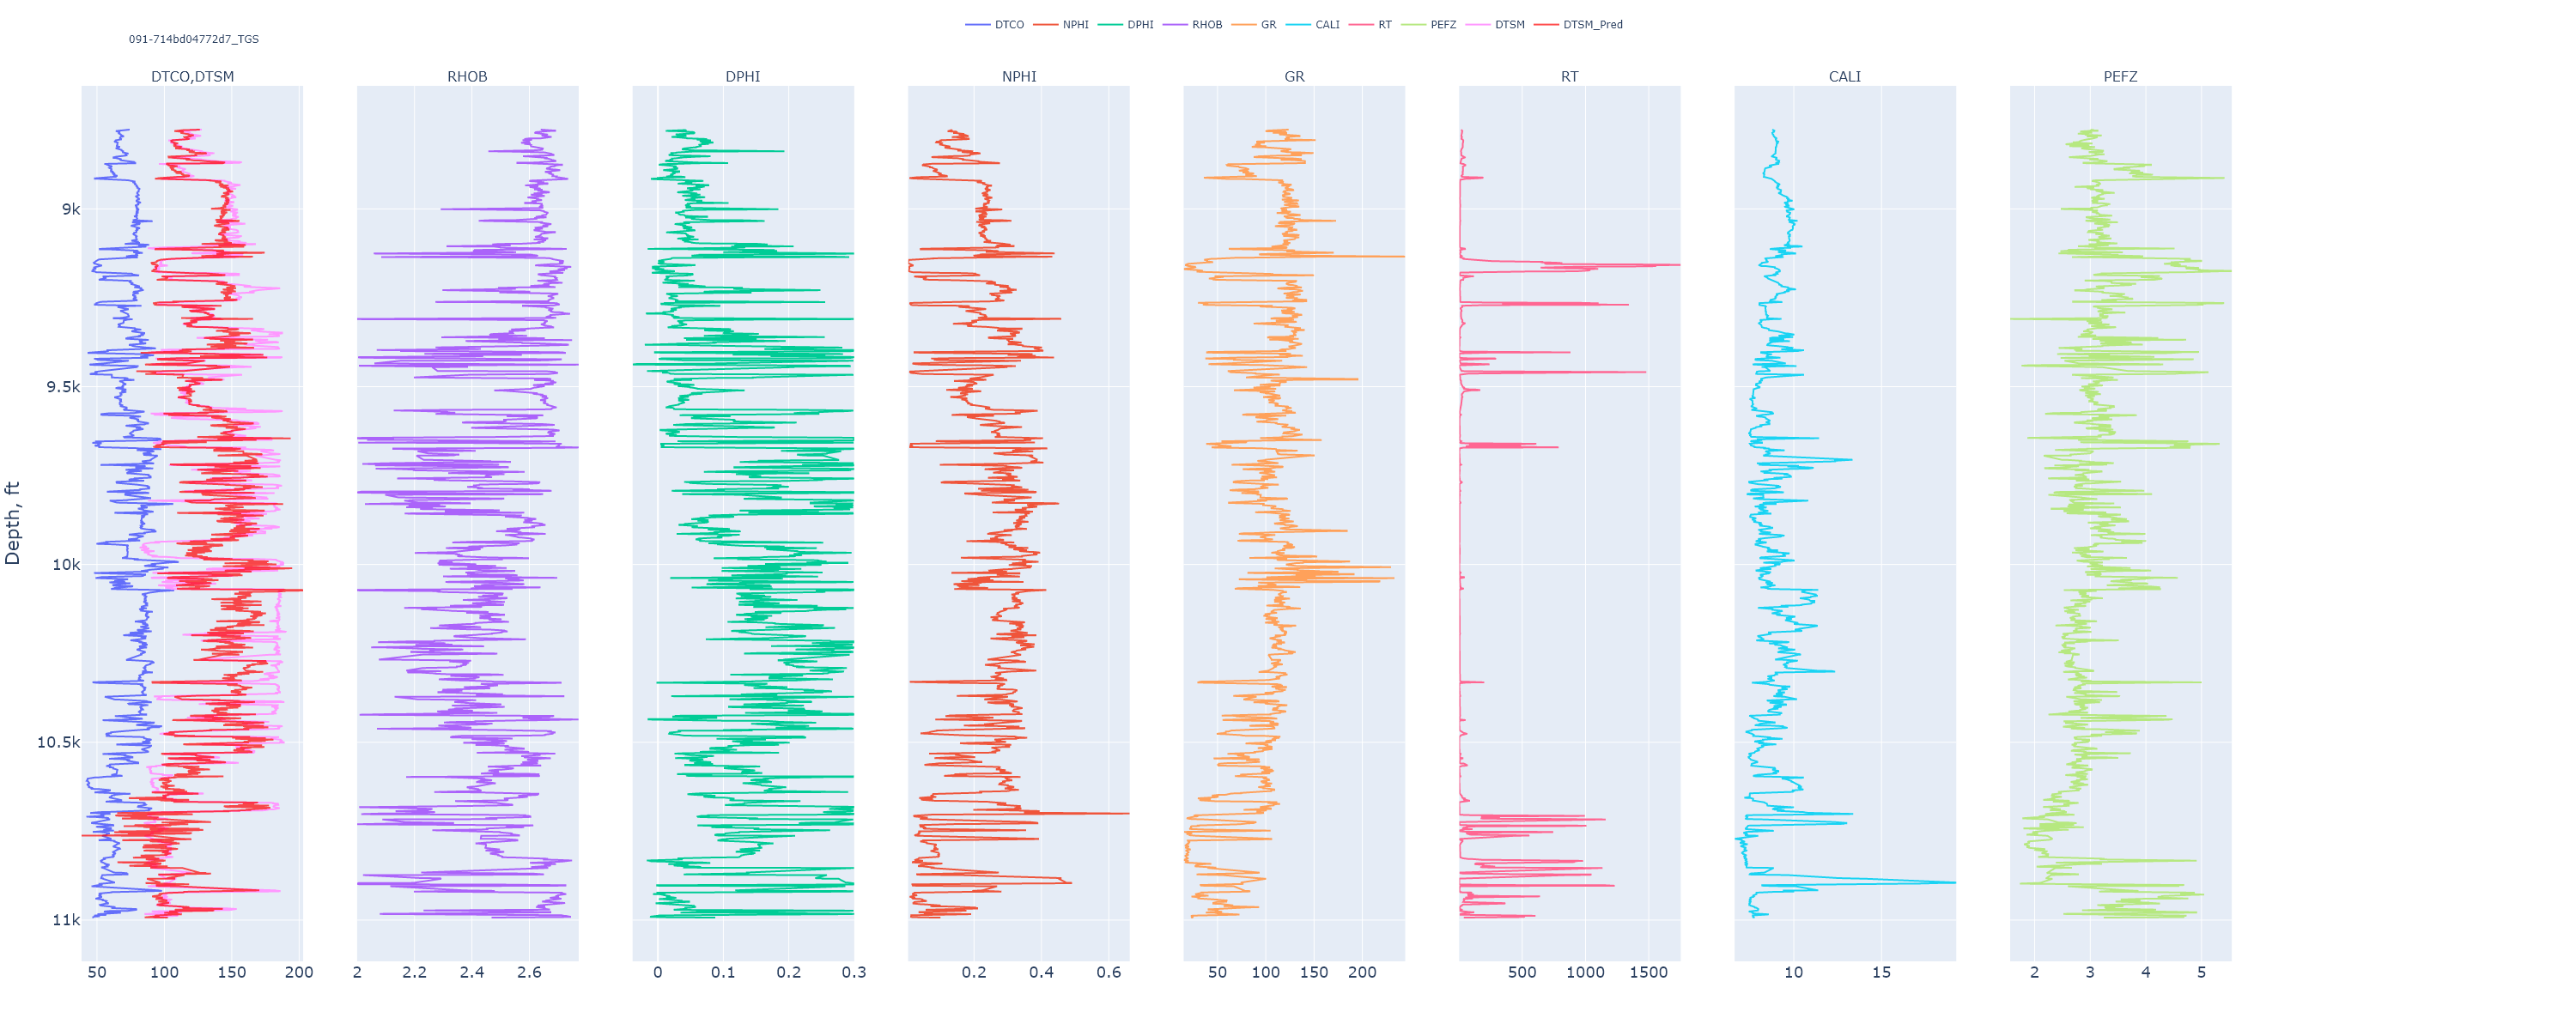 DTCO NPHI DPHI RHOB GR CALI RT PEFZ DTSM DTSM_Pred
091-714bd04772d7_TGS
DTCO,DTSM RHOB DPHI NPHI GR RT CALI PEFZ
9k
9.5k
10k
10.5k
11k
Depth, ft
50 100 150 200 2 2.2 2.4 2.6 0 0.1 0.2 0.3 0.2 0.4 0.6 50 100 150 200 500 1000 1500 10 15 2 3 4 5